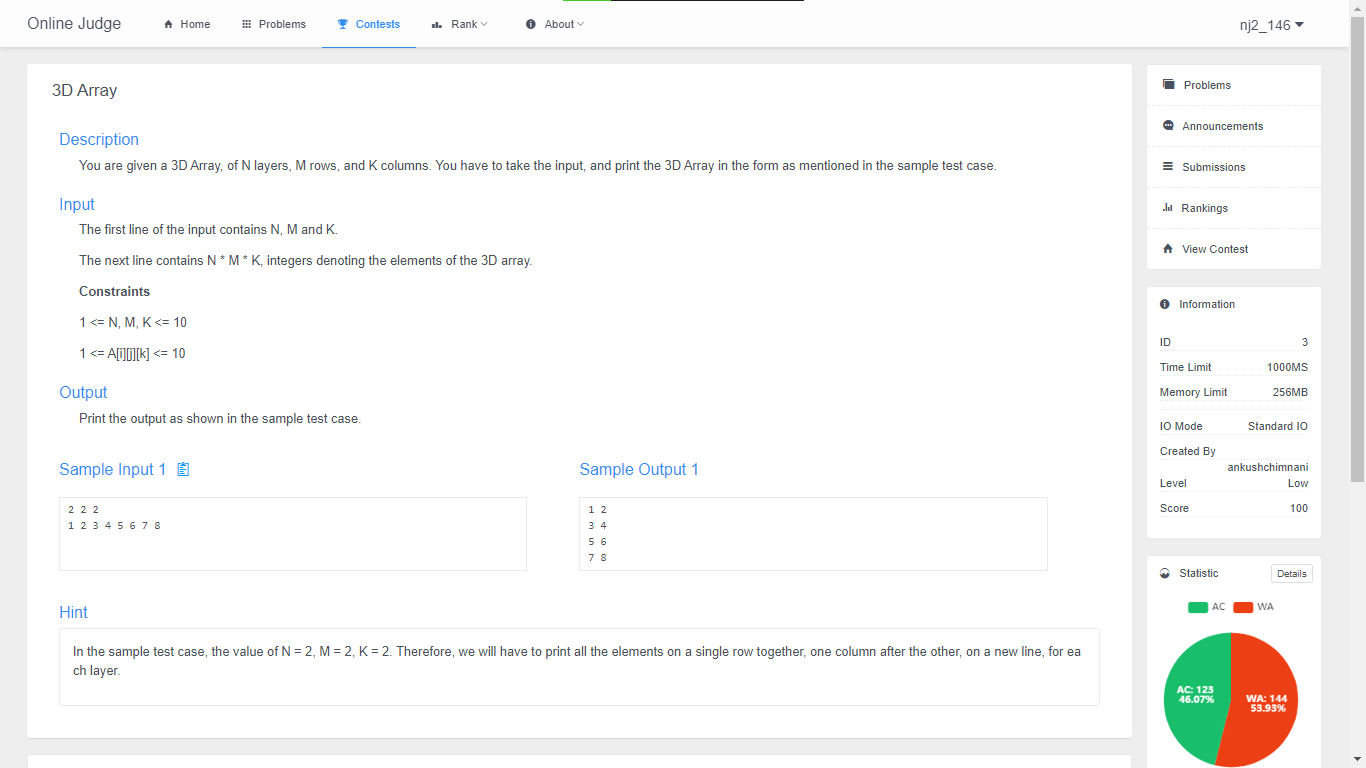 Online Judge
Home
Problems
Contests
Rank
About
nj2_146
3D Array
Description
You are given a 3D Array, of N layers, M rows, and K columns. You have to take the input, and print the 3D Array in the form as mentioned in the sample test case.
Input
The first line of the input contains N, M and K.
The next line contains N * M * K, integers denoting the elements of the 3D array.
Constraints
1 <= N, M, K <= 10
1 <= A[i][j][k] <= 10
Output
Print the output as shown in the sample test case.
Sample Input 1
2 2 2
1 2 3 4 5 6 7 8
Sample Output 1
1 2
3 4
5 6
7 8
Hint
In the sample test case, the value of N = 2, M = 2, K = 2. Therefore, we will have to print all the elements on a single row together, one column after the other, on a new line, for ea
ch layer.
Problems
Announcements
Submissions
Rankings
View Contest
Information
ID 3
Time Limit 1000MS
Memory Limit 256MB
IO Mode Standard IO
Created By
ankushchimnani
Level Low
Score 100
Statistic Details
AC WA
AC: 123
46.07%
WA: 144
53.93%